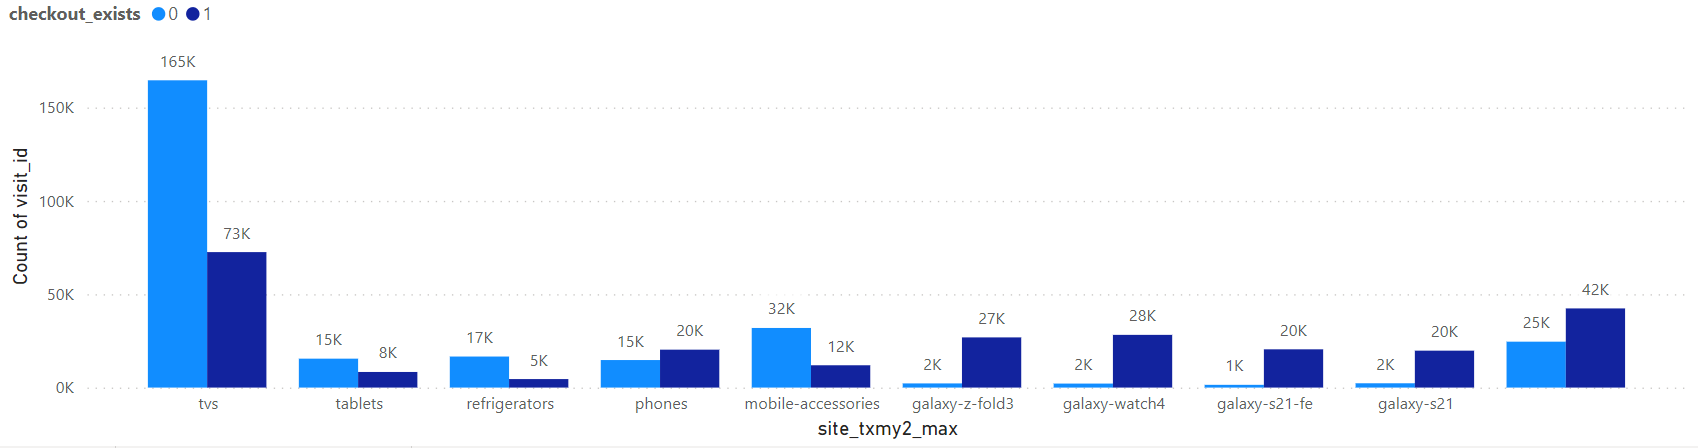 checkout_exists 0 1
165K
150K
100K
50K
0K
73K
15K
8K
17K
5K
15K
20K
32K
12K
2K
27K
2K
28K
1K
20K
2K
20K
25K
42K
tvs
tablets
refrigerators
phones
mobile-accessories
galaxy-z-fold3
galaxy-watch4
galaxy-s21-fe
galaxy-s21
site_txmy2_max
Count of visit_id